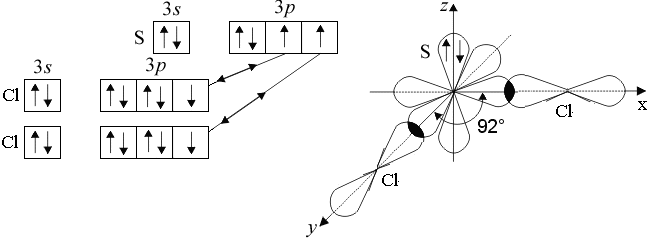 3s 3p
S ↑↓ ↑↓ ↑ ↑
3s 3p
Cl ↑↓ ↑↓ ↑↓ ↓
Cl ↑↓ ↑↓ ↑↓ ↓
z
S ↑↓
x
Cl
92°
Cl
y